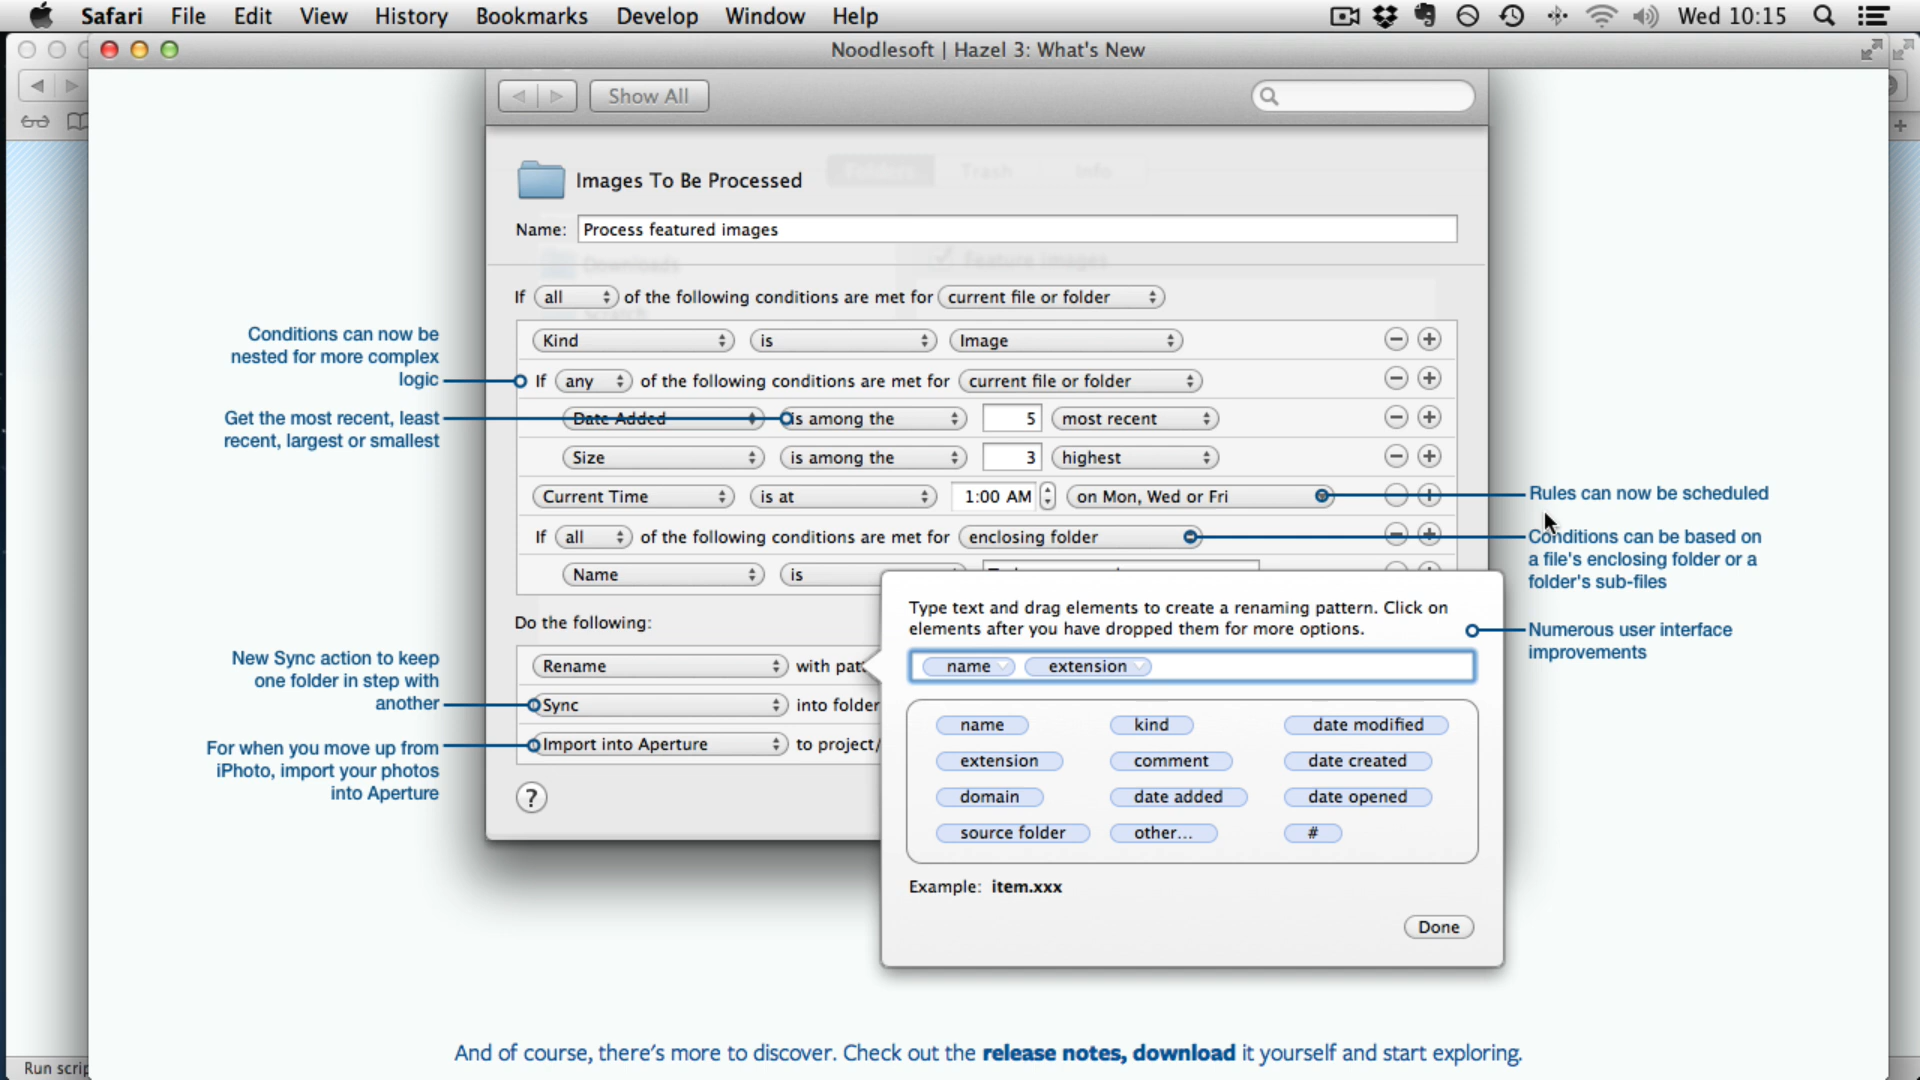 Safari File Edit View History Bookmarks Develop Window Help Wed 10:15
Noodlesoft | Hazel 3: What's New
Show All
Images To Be Processed
Folders Trash Info
Name: Process featured images
Downloads Feature images
If all of the following conditions are met for current file or folder
Scratch
Kind is Image
If any of the following conditions are met for current file or folder
Date Added is among the 5 most recent
Size is among the 3 highest
Current Time is at 1:00 AM on Mon, Wed or Fri
If all of the following conditions are met for enclosing folder
Name is
Do the following:
Rename with patt
Sync into folder
Import into Aperture to project/
?
Conditions can now be
nested for more complex
logic
Get the most recent, least
recent, largest or smallest
New Sync action to keep
one folder in step with
another
For when you move up from
iPhoto, import your photos
into Aperture
Rules can now be scheduled
Conditions can be based on
a file's enclosing folder or a
folder's sub-files
Numerous user interface
improvements
Type text and drag elements to create a renaming pattern. Click on
elements after you have dropped them for more options.
name extension
name kind date modified
extension comment date created
domain date added date opened
source folder other... #
Example: item.xxx
Done
And of course, there's more to discover. Check out the release notes, download it yourself and start exploring.
Run scrip